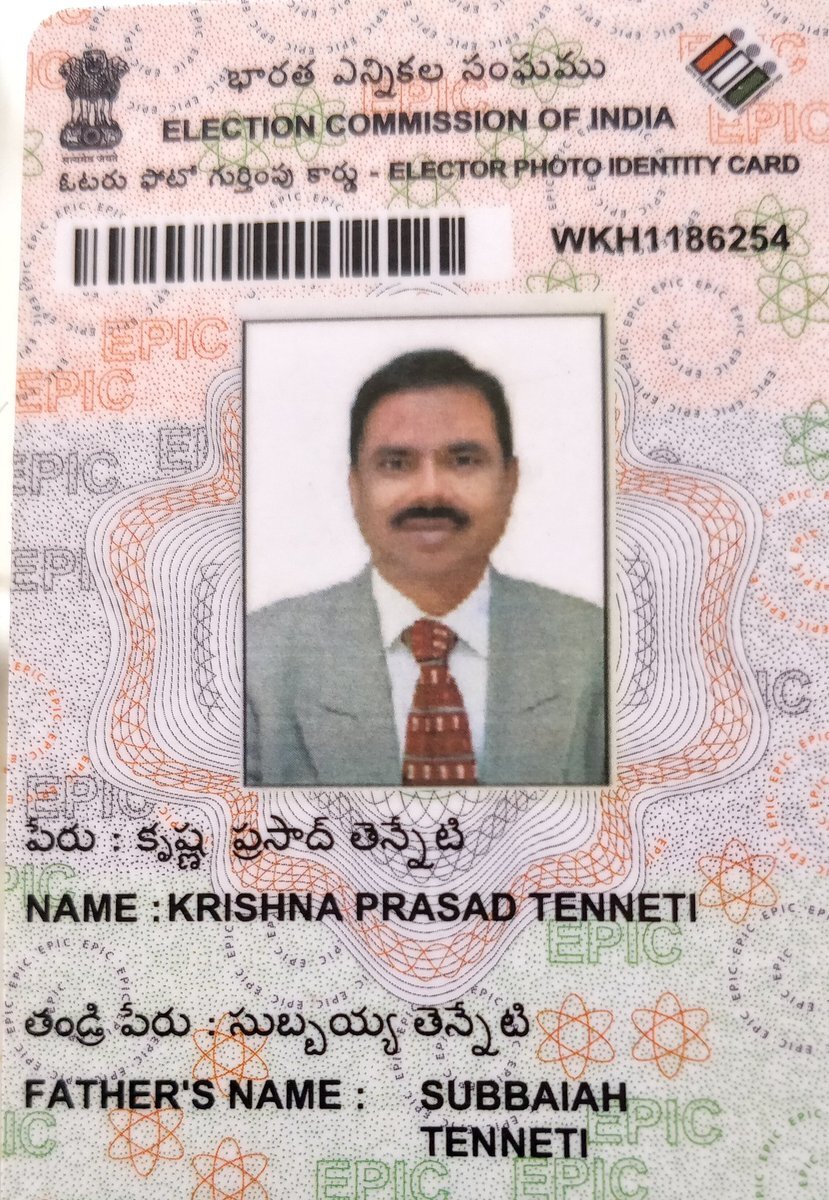 భారత ఎన్నికల సంఘము
ELECTION COMMISSION OF INDIA
सत्यमेव जयते
ఓటరు ఫోటో గుర్తింపు కార్డు - ELECTOR PHOTO IDENTITY CARD
WKH1186254
పేరు : కృష్ణ ప్రసాద్ తెన్నేటి
NAME : KRISHNA PRASAD TENNETI
తండ్రి పేరు : సుబ్బయ్య తెన్నేటి
FATHER'S NAME : SUBBAIAH
TENNETI